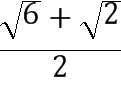 (√6 + √2)/2